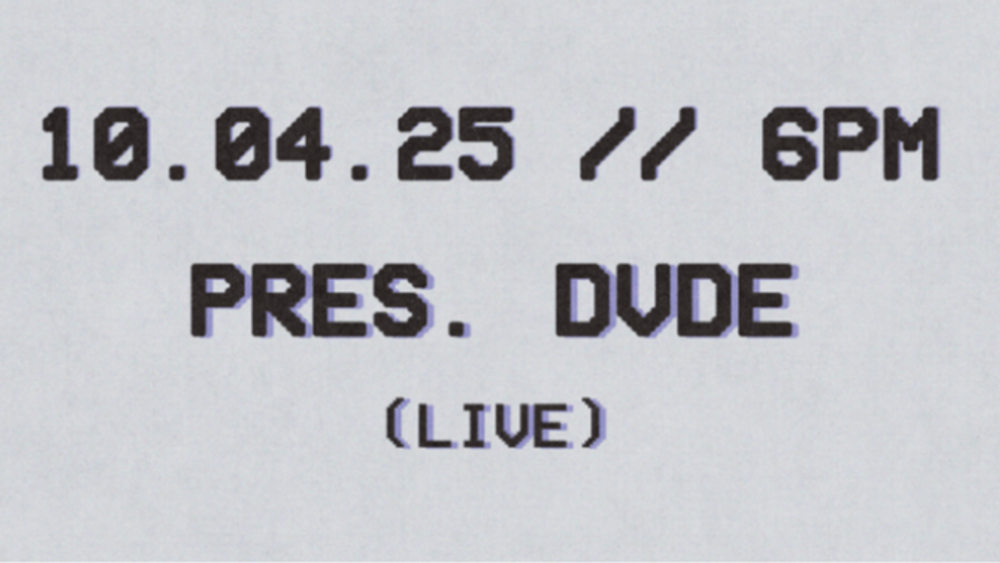 10.04.25 // 6PM
PRES. DVDE
(LIVE)